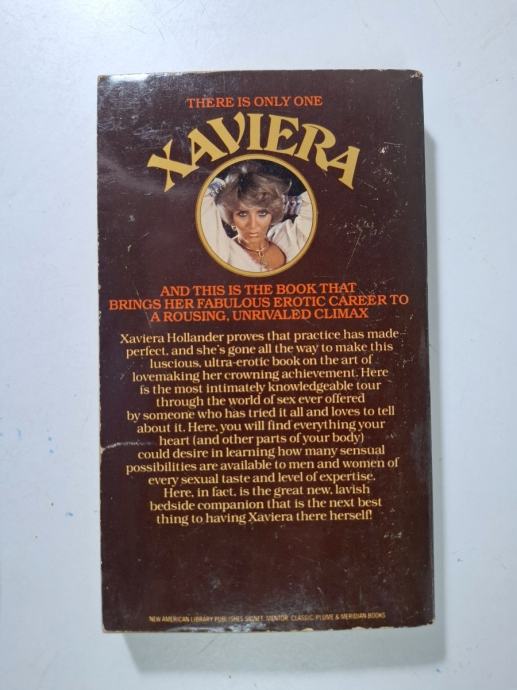 THERE IS ONLY ONE
XAVIERA
AND THIS IS THE BOOK THAT
BRINGS HER FABULOUS EROTIC CAREER TO
A ROUSING, UNRIVALED CLIMAX
Xaviera Hollander proves that practice has made
perfect, and she's gone all the way to make this
luscious, ultra-erotic book on the art of
lovemaking her crowning achievement. Here
is the most intimately knowledgeable tour
through the world of sex ever offered
by someone who has tried it all and loves to tell
about it. Here, you will find everything your
heart (and other parts of your body)
could desire in learning how many sensual
possibilities are available to men and women of
every sexual taste and level of expertise.
Here, in fact, is the great new, lavish
bedside companion that is the next best
thing to having Xaviera there herself!
NEW AMERICAN LIBRARY PUBLISHES SIGNET, MENTOR, CLASSIC, PLUME & MERIDIAN BOOKS